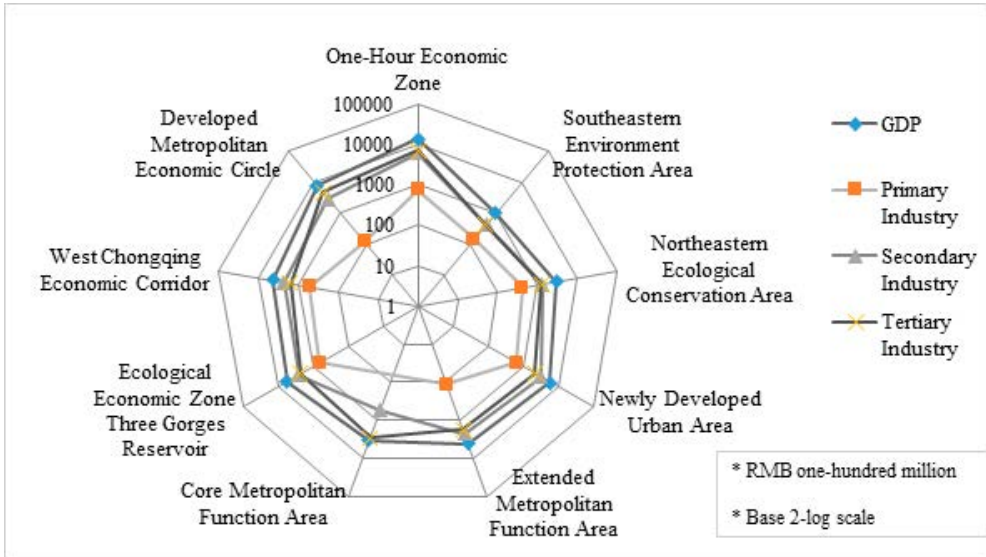 One-Hour Economic
Zone
Southeastern
Environment
Protection Area
Northeastern
Ecological
Conservation Area
Newly Developed
Urban Area
Extended
Metropolitan
Function Area
Core Metropolitan
Function Area
Ecological
Economic Zone
Three Gorges
Reservoir
West Chongqing
Economic Corridor
Developed
Metropolitan
Economic Circle
100000
10000
1000
100
10
1
GDP
Primary
Industry
Secondary
Industry
Tertiary
Industry
* RMB one-hundred million
* Base 2-log scale